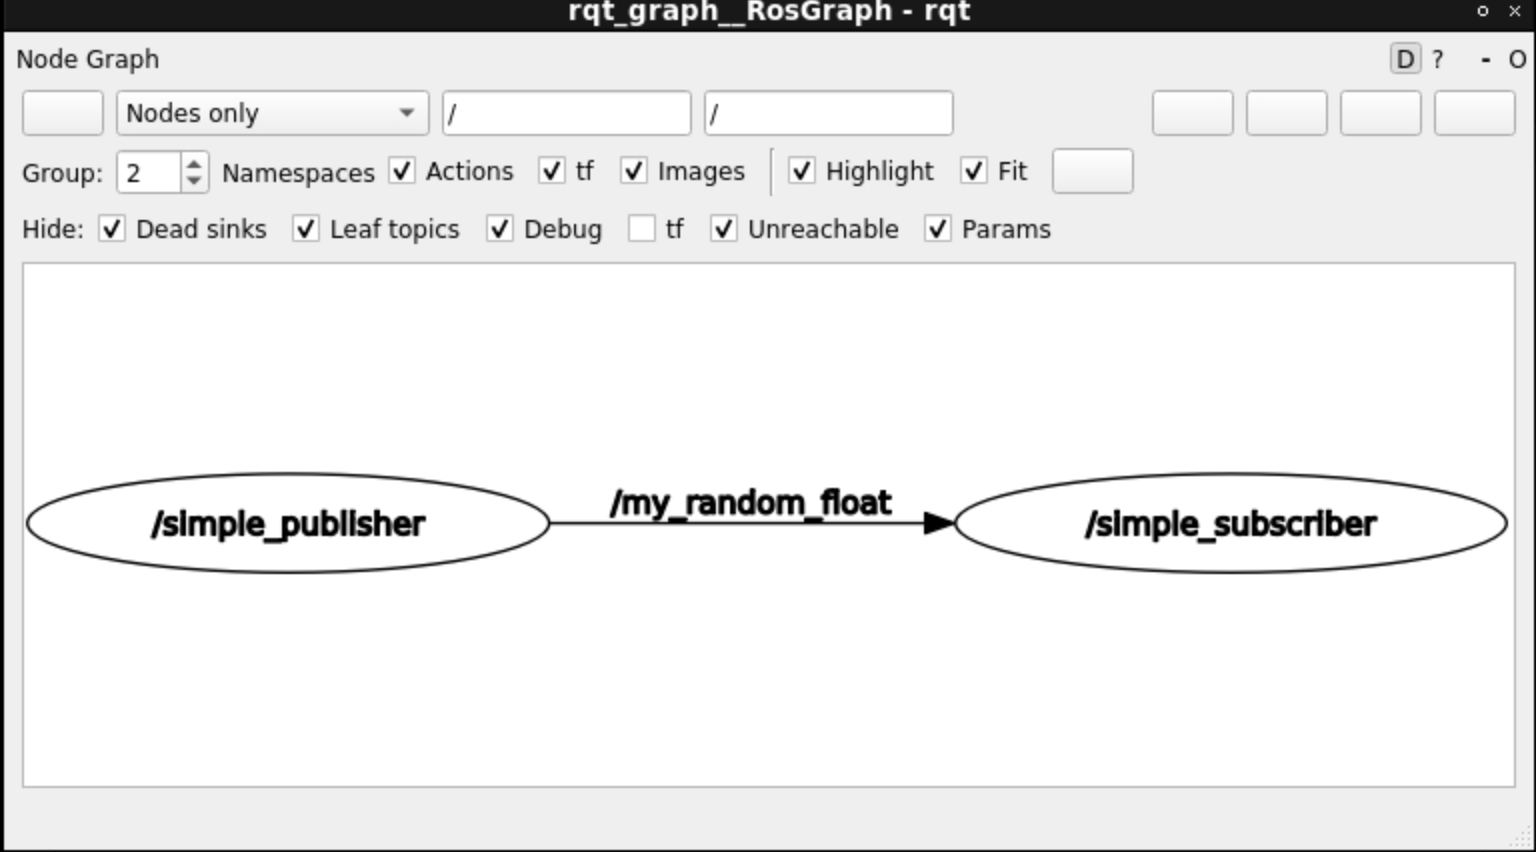 rqt_graph__RosGraph - rqt
Node Graph
D ? - O
Nodes only / /
Group: 2 Namespaces Actions tf Images Highlight Fit
Hide: Dead sinks Leaf topics Debug tf Unreachable Params
/my_random_float
/simple_publisher /simple_subscriber